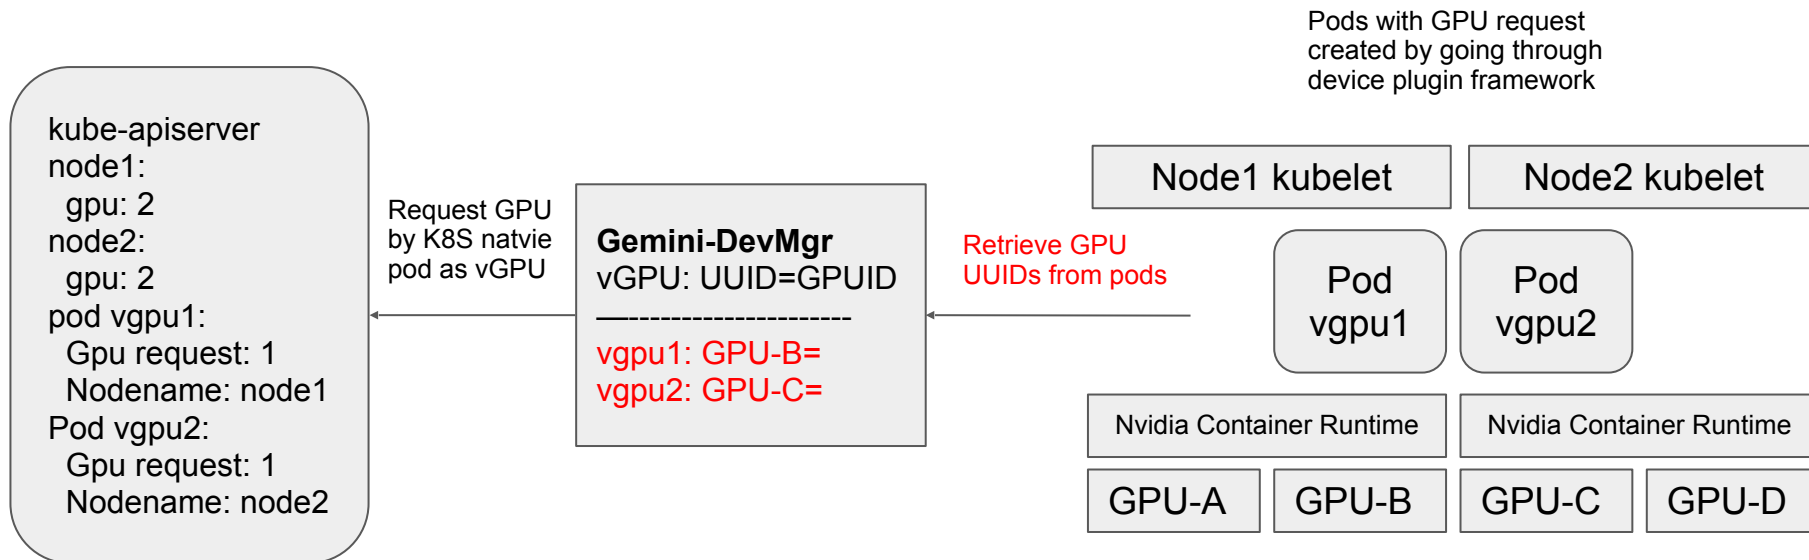 kube-apiserver
node1:
gpu: 2
node2:
gpu: 2
pod vgpu1:
Gpu request: 1
Nodename: node1
Pod vgpu2:
Gpu request: 1
Nodename: node2
Request GPU
by K8S natvie
pod as vGPU
Gemini-DevMgr
vGPU: UUID=GPUID
—---------------------
vgpu1: GPU-B=
vgpu2: GPU-C=
Retrieve GPU
UUIDs from pods
Pods with GPU request
created by going through
device plugin framework
Node1 kubelet
Node2 kubelet
Pod
vgpu1
Pod
vgpu2
Nvidia Container Runtime
Nvidia Container Runtime
GPU-A
GPU-B
GPU-C
GPU-D